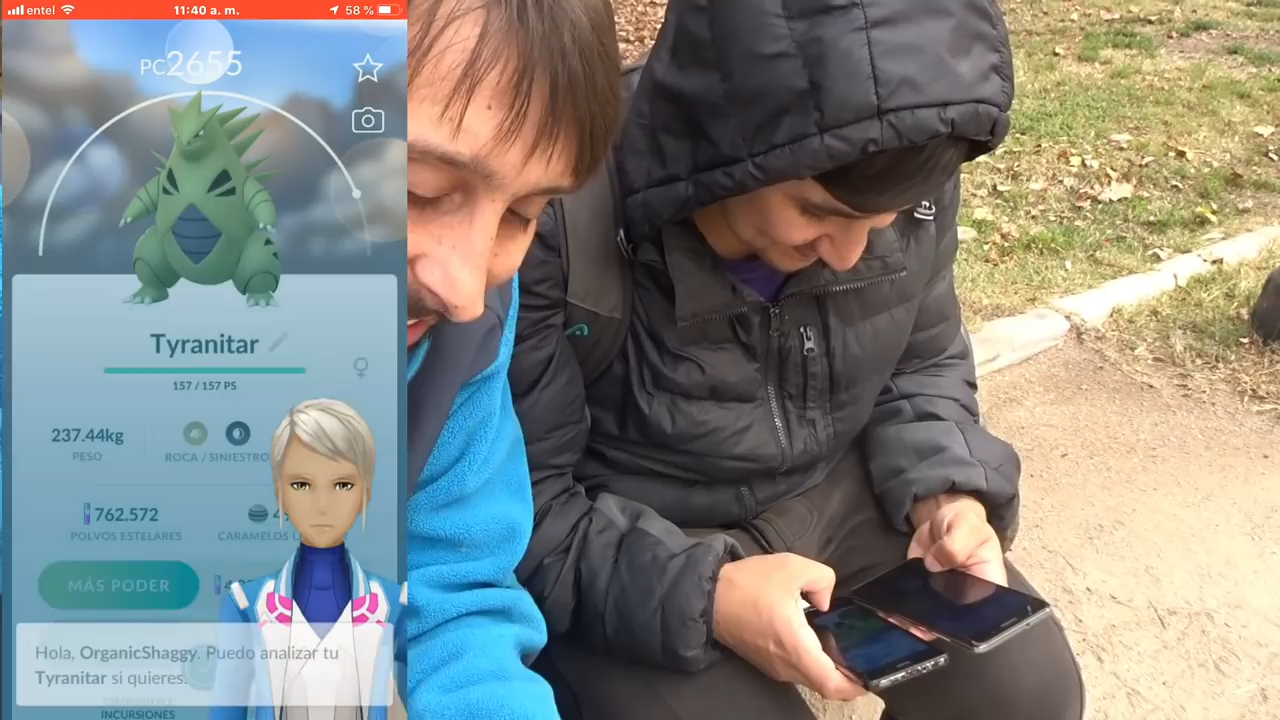 entel
11:40 a. m.
58 %
PC2655
Tyranitar
157 / 157 PS
237.44kg
PESO
ROCA / SINIESTRO
762.572
POLVOS ESTELARES
CARAMELOS
MÁS PODER
Hola, OrganicShaggy. Puedo analizar tu
Tyranitar si quieres.
INCURSIONES